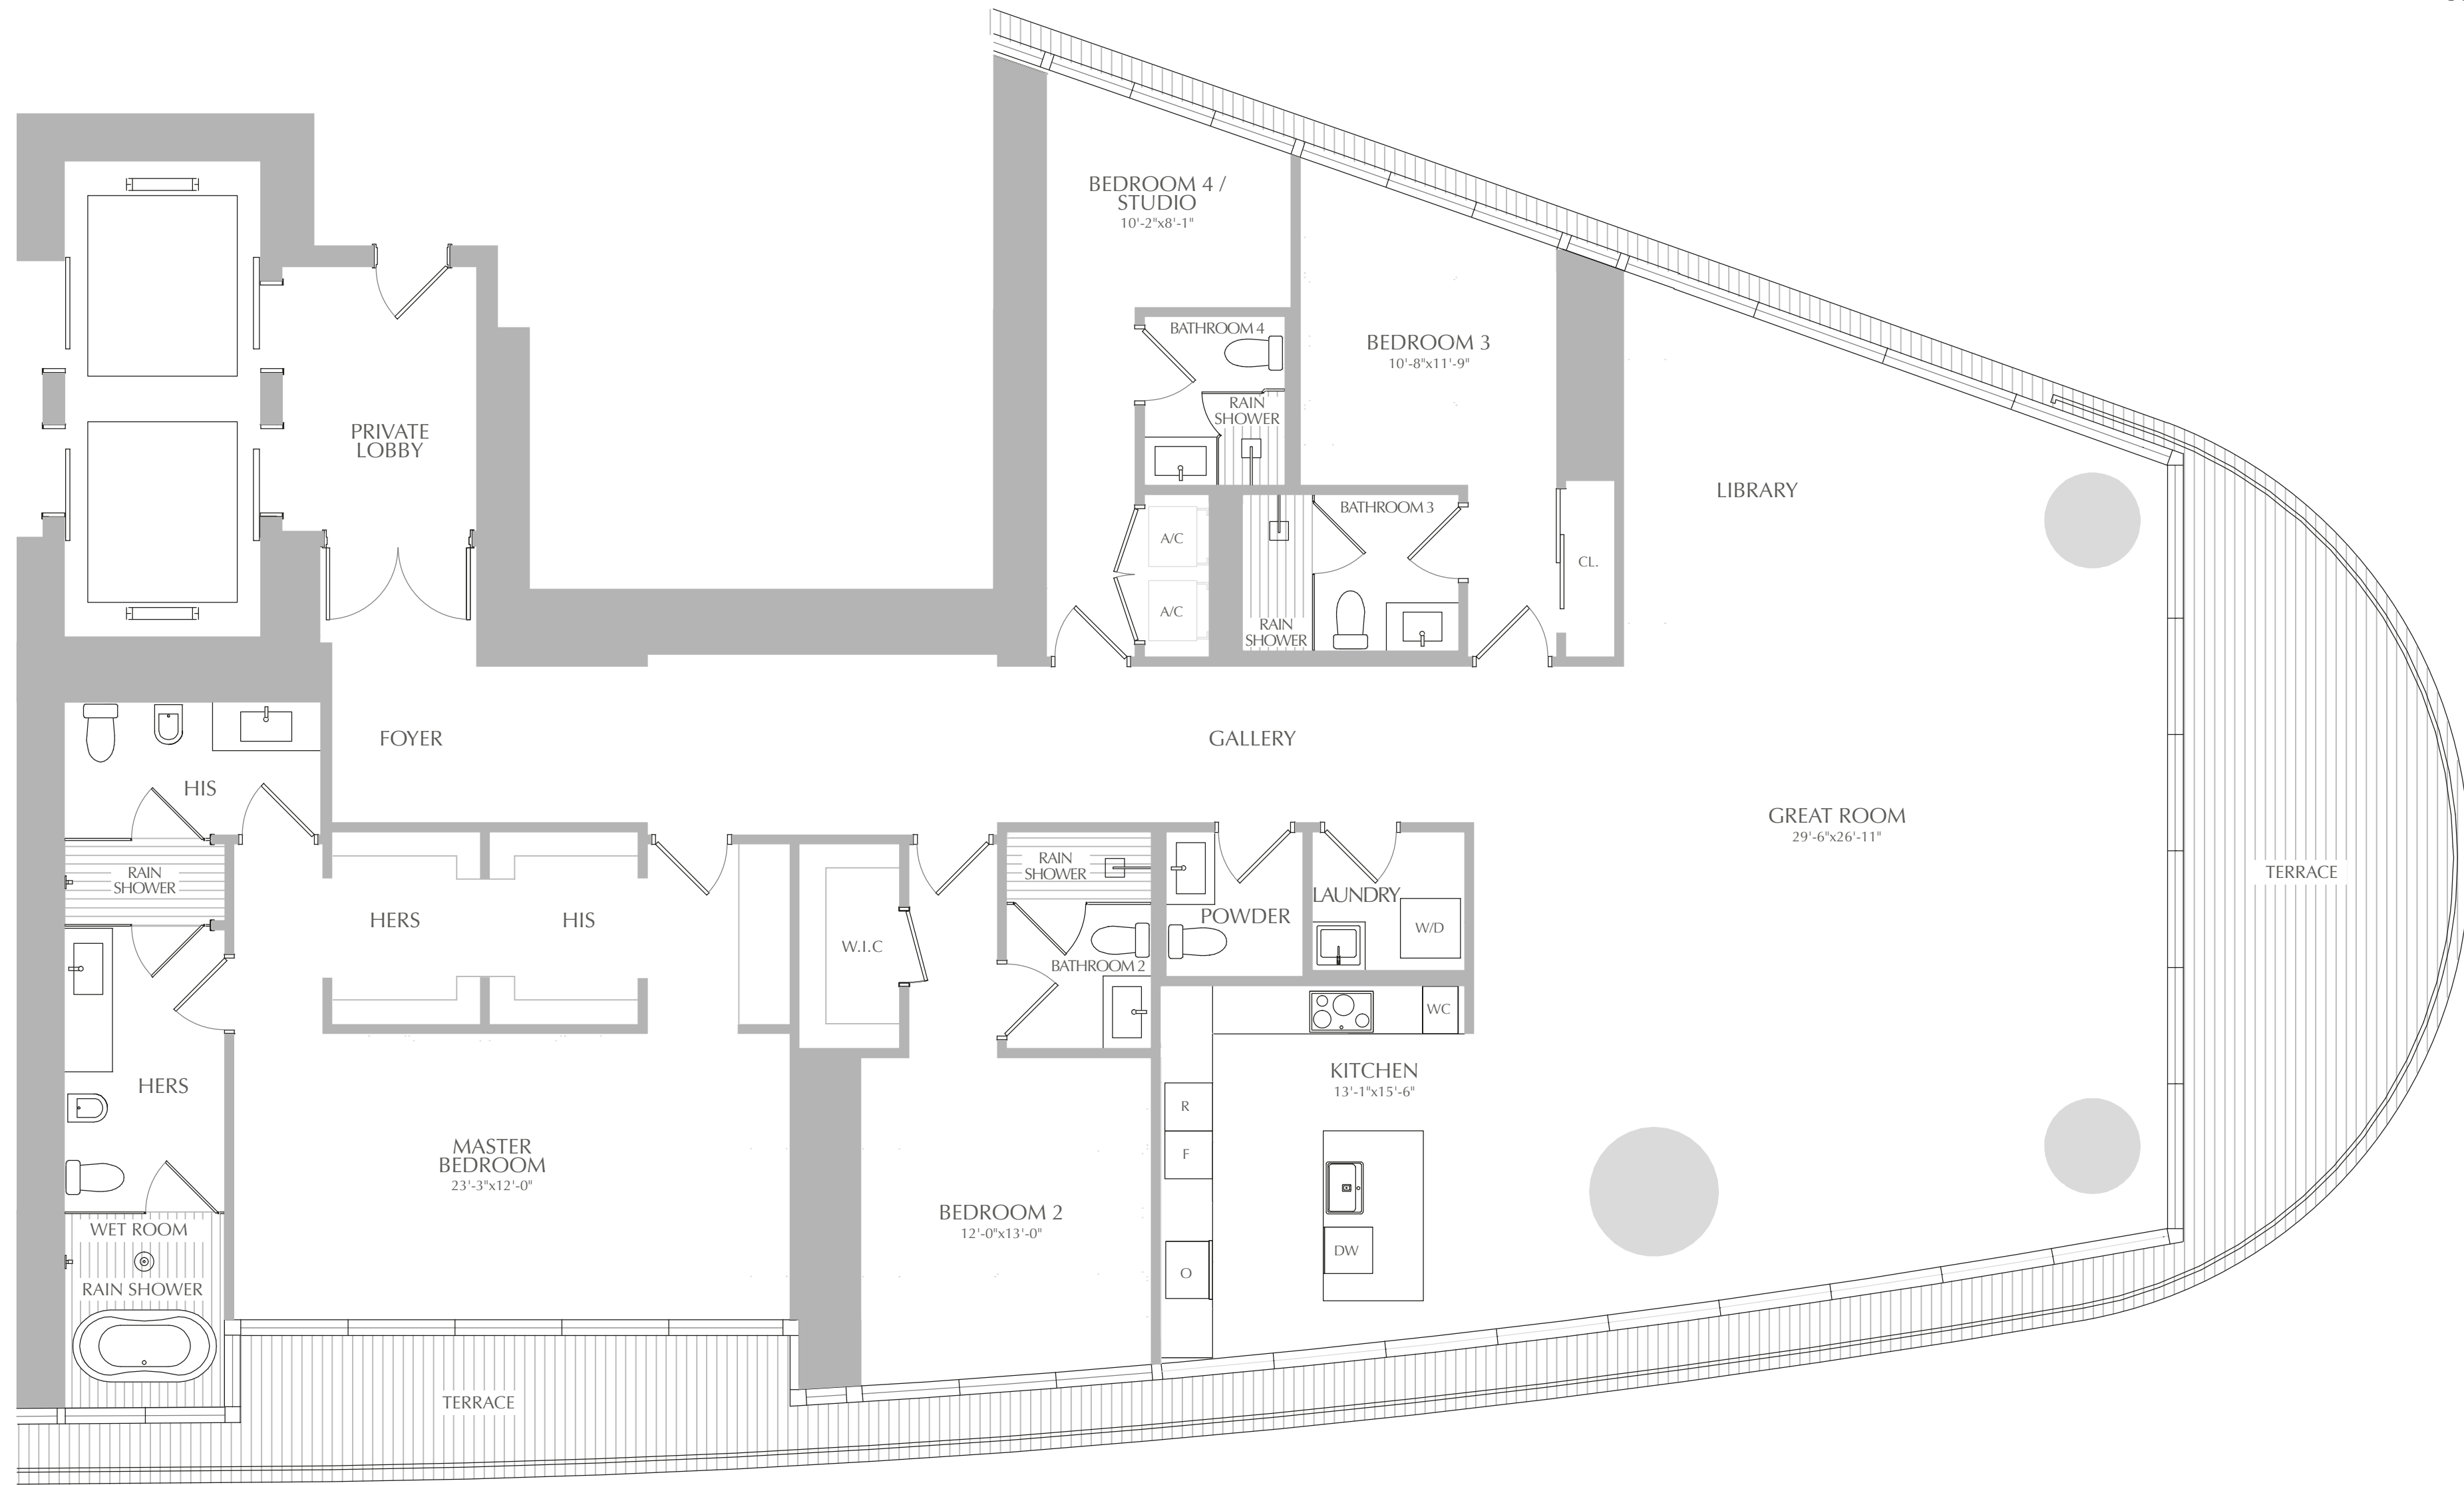 BEDROOM 4 /
STUDIO
10'-2"x8'-1"
BATHROOM 4
RAIN
SHOWER
BEDROOM 3
10'-8"x11'-9"
PRIVATE
LOBBY
LIBRARY
BATHROOM 3
A/C
A/C
CL.
RAIN
SHOWER
FOYER
GALLERY
HIS
RAIN
SHOWER
HERS
HIS
W.I.C
RAIN
SHOWER
BATHROOM 2
POWDER
LAUNDRY
W/D
GREAT ROOM
29'-6"x26'-11"
TERRACE
WC
KITCHEN
13'-1"x15'-6"
R
F
O
DW
HERS
MASTER
BEDROOM
23'-3"x12'-0"
BEDROOM 2
12'-0"x13'-0"
WET ROOM
RAIN SHOWER
TERRACE